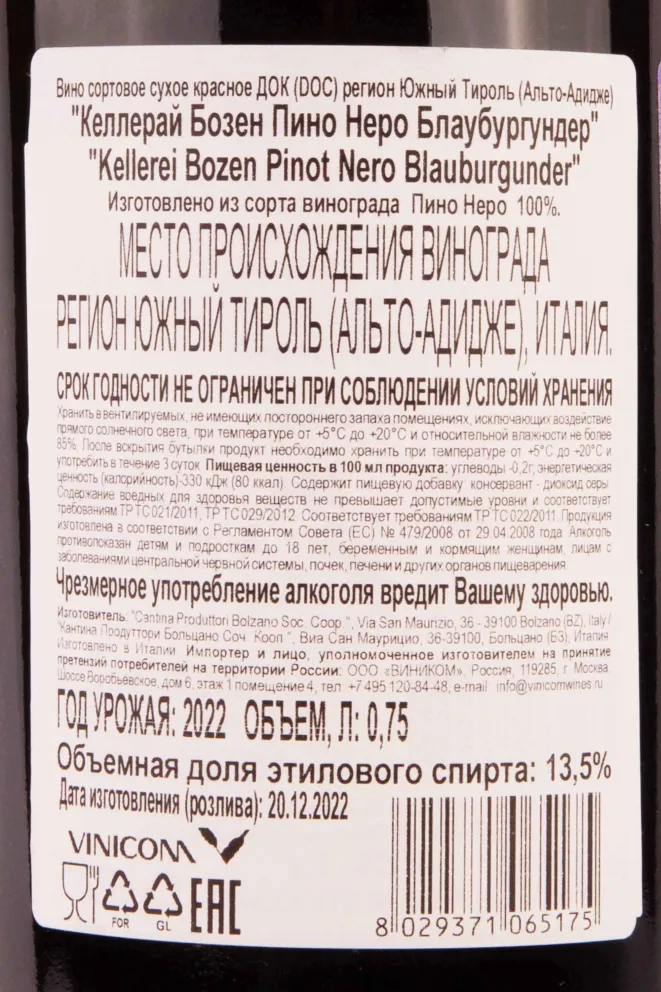 Вино сортовое сухое красное ДОК (DOC) регион Южный Тироль (Альто-Адидже)
"Келлерай Бозен Пино Неро Блаубургундер"
"Kellerei Bozen Pinot Nero Blauburgunder"
Изготовлено из сорта винограда Пино Неро 100%.
МЕСТО ПРОИСХОЖДЕНИЯ ВИНОГРАДА
РЕГИОН ЮЖНЫЙ ТИРОЛЬ (АЛЬТО-АДИДЖЕ), ИТАЛИЯ.
СРОК ГОДНОСТИ НЕ ОГРАНИЧЕН ПРИ СОБЛЮДЕНИИ УСЛОВИЙ ХРАНЕНИЯ
Хранить в вентилируемых, не имеющих постороннего запаха помещениях, исключающих воздействие
прямого солнечного света, при температуре от +5°С до +20°С и относительной влажности не более
85%. После вскрытия бутылки продукт необходимо хранить при температуре от +5°С до +20°С и
употребить в течение 3 суток. Пищевая ценность в 100 мл продукта: углеводы -0,2г, энергетическая
ценность (калорийность)-330 кДж (80 ккал). Содержит пищевую добавку консервант - диоксид серы.
Содержание вредных для здоровья веществ не превышает допустимые уровни и соответствует
требованиям ТР ТС 021/2011, ТР ТС 029/2012. Соответствует требованиям ТР ТС 022/2011. Продукция
изготовлена в соответствии с Регламентом Совета (ЕС) № 479/2008 от 29.04.2008 года. Алкоголь
противопоказан детям и подросткам до 18 лет, беременным и кормящим женщинам, лицам с
заболеваниями центральной червной системы, почек, печени и других органов пищеварения.
Чрезмерное употребление алкоголя вредит Вашему здоровью.
Изготовитель: "Cantina Produttori Bolzano Soc. Coop.", Via San Maurizio, 36 - 39100 Bolzano (BZ), Italy /
"Кантина Продуттори Больцано Соч. Кооп.", Виа Сан Маурицио, 36-39100, Больцано (БЗ), Италия
Изготовлено в Италии Импортер и лицо, уполномоченное изготовителем на принятие
претензий потребителей на территории России: ООО «ВИНИКОМ», Россия, 119285, г. Москва,
Шоссе Воробьёвское, дом 6, этаж 1 помещение 4, тел. +7 495 120-84-48, e-mail info@vinicomwines.ru
ГОД УРОЖАЯ: 2022 ОБЪЕМ, Л: 0,75
Объемная доля этилового спирта: 13,5%
Дата изготовления (розлива): 20.12.2022
VINICOM
FOR GL EAC
8 029371 065175